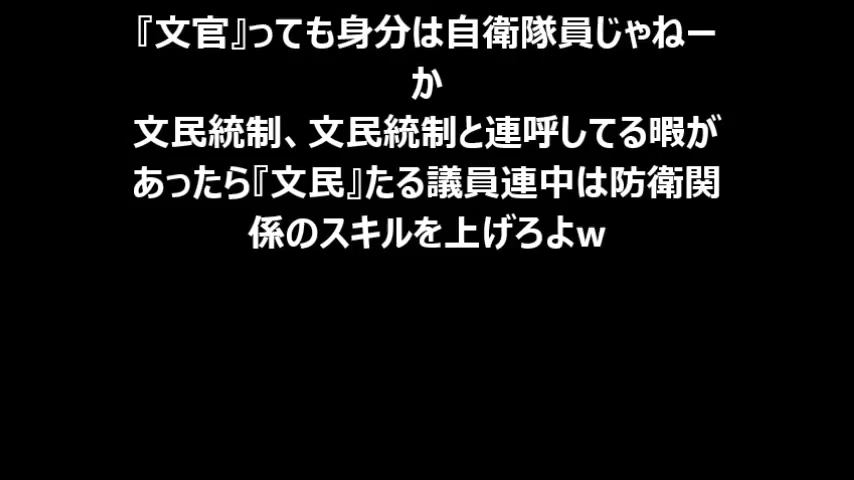 『文官』っても身分は自衛隊員じゃねー
か
文民統制、文民統制と連呼してる暇が
あったら『文民』たる議員連中は防衛関
係のスキルを上げろよw